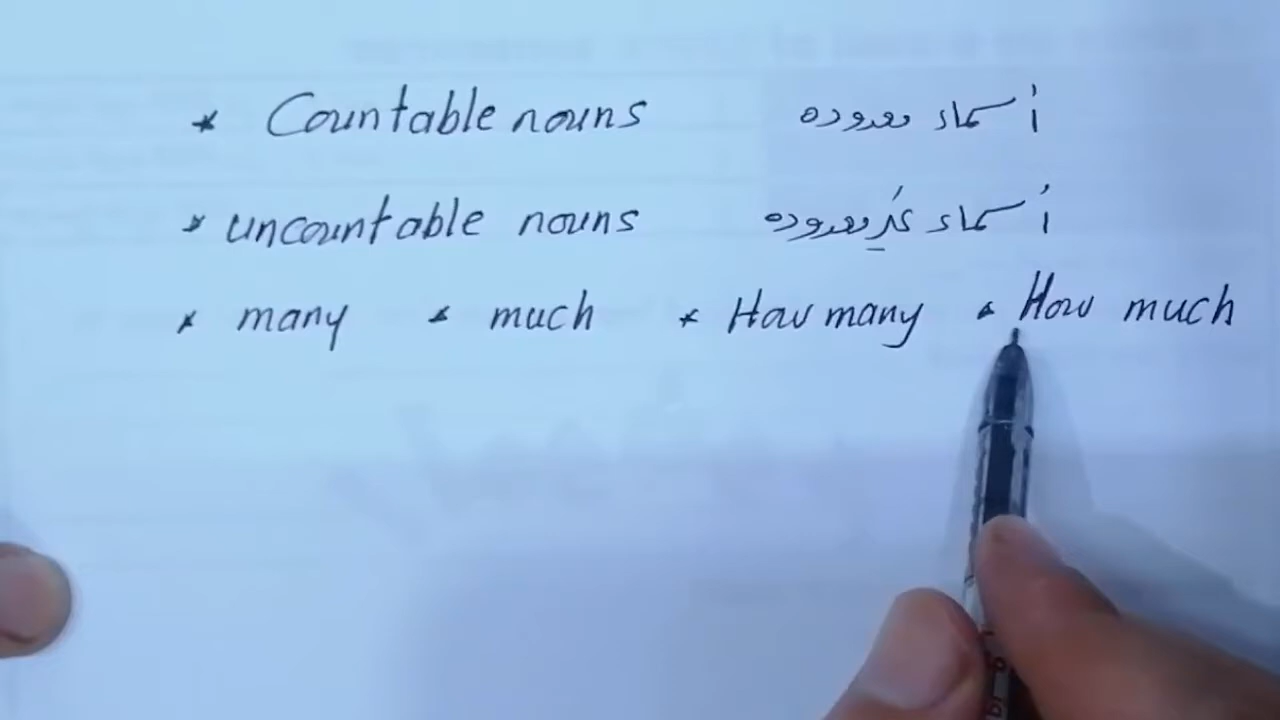 * Countable nouns أسماء معدوده
* uncountable nouns أسماء غير معدوده
* many * much * How many * How much